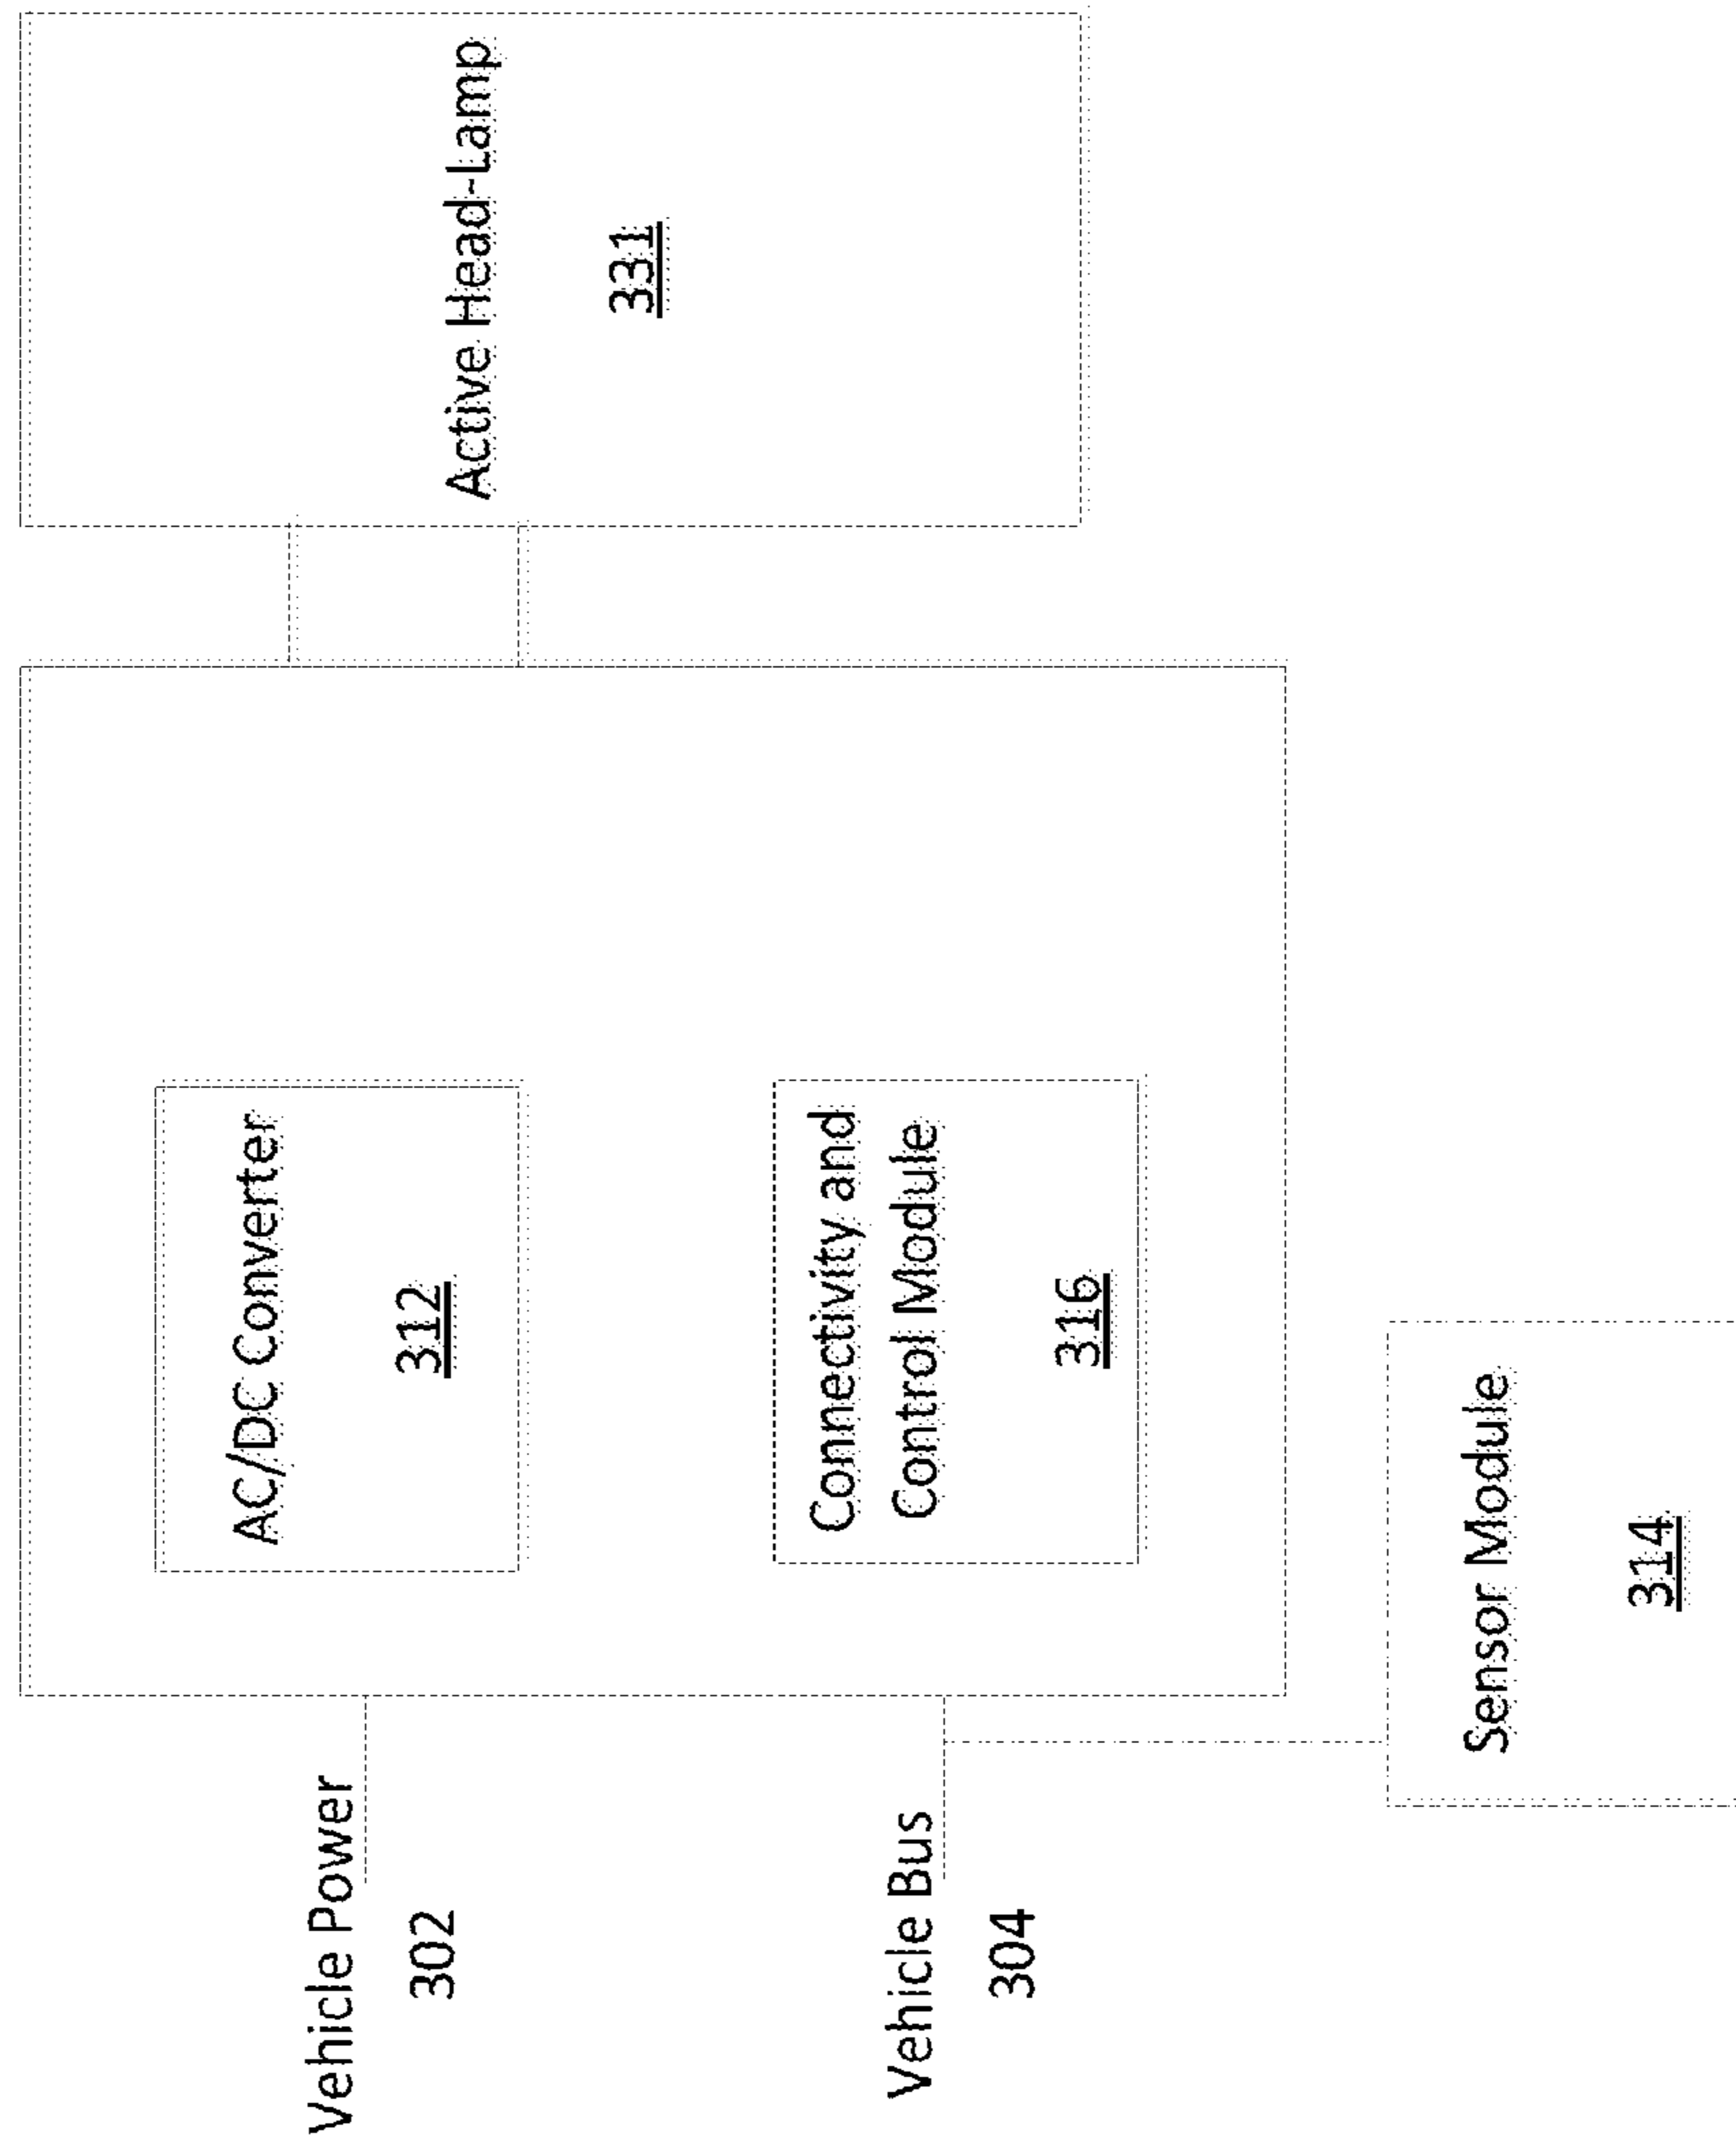 Vehicle Power
302
Vehicle Bus
304
AC/DC Converter
312
Connectivity and
Control Module
316
Sensor Module
314
Active Head-Lamp
331